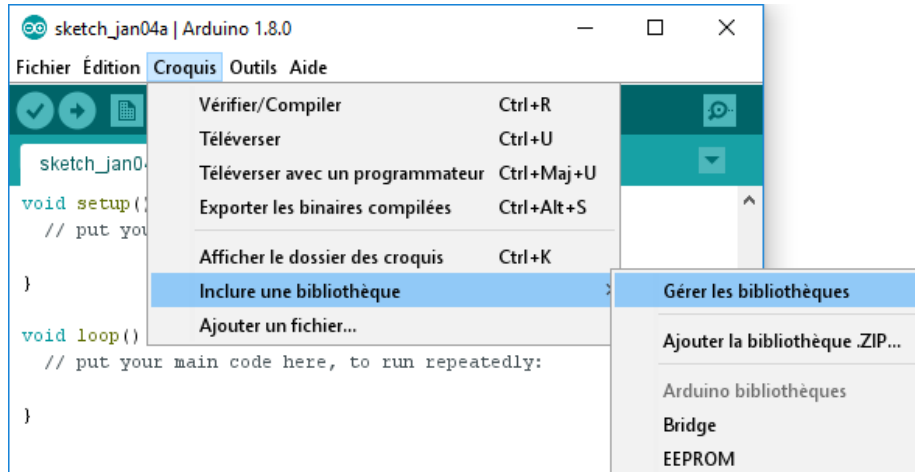 sketch_jan04a | Arduino 1.8.0
Fichier Édition Croquis Outils Aide
Vérifier/Compiler Ctrl+R
Téléverser Ctrl+U
Téléverser avec un programmateur Ctrl+Maj+U
Exporter les binaires compilées Ctrl+Alt+S
Afficher le dossier des croquis Ctrl+K
Inclure une bibliothèque
Ajouter un fichier...
Gérer les bibliothèques
Ajouter la bibliothèque .ZIP...
Arduino bibliothèques
Bridge
EEPROM
sketch_jan0
void setup()
// put you
}
void loop()
// put your main code here, to run repeatedly:
}